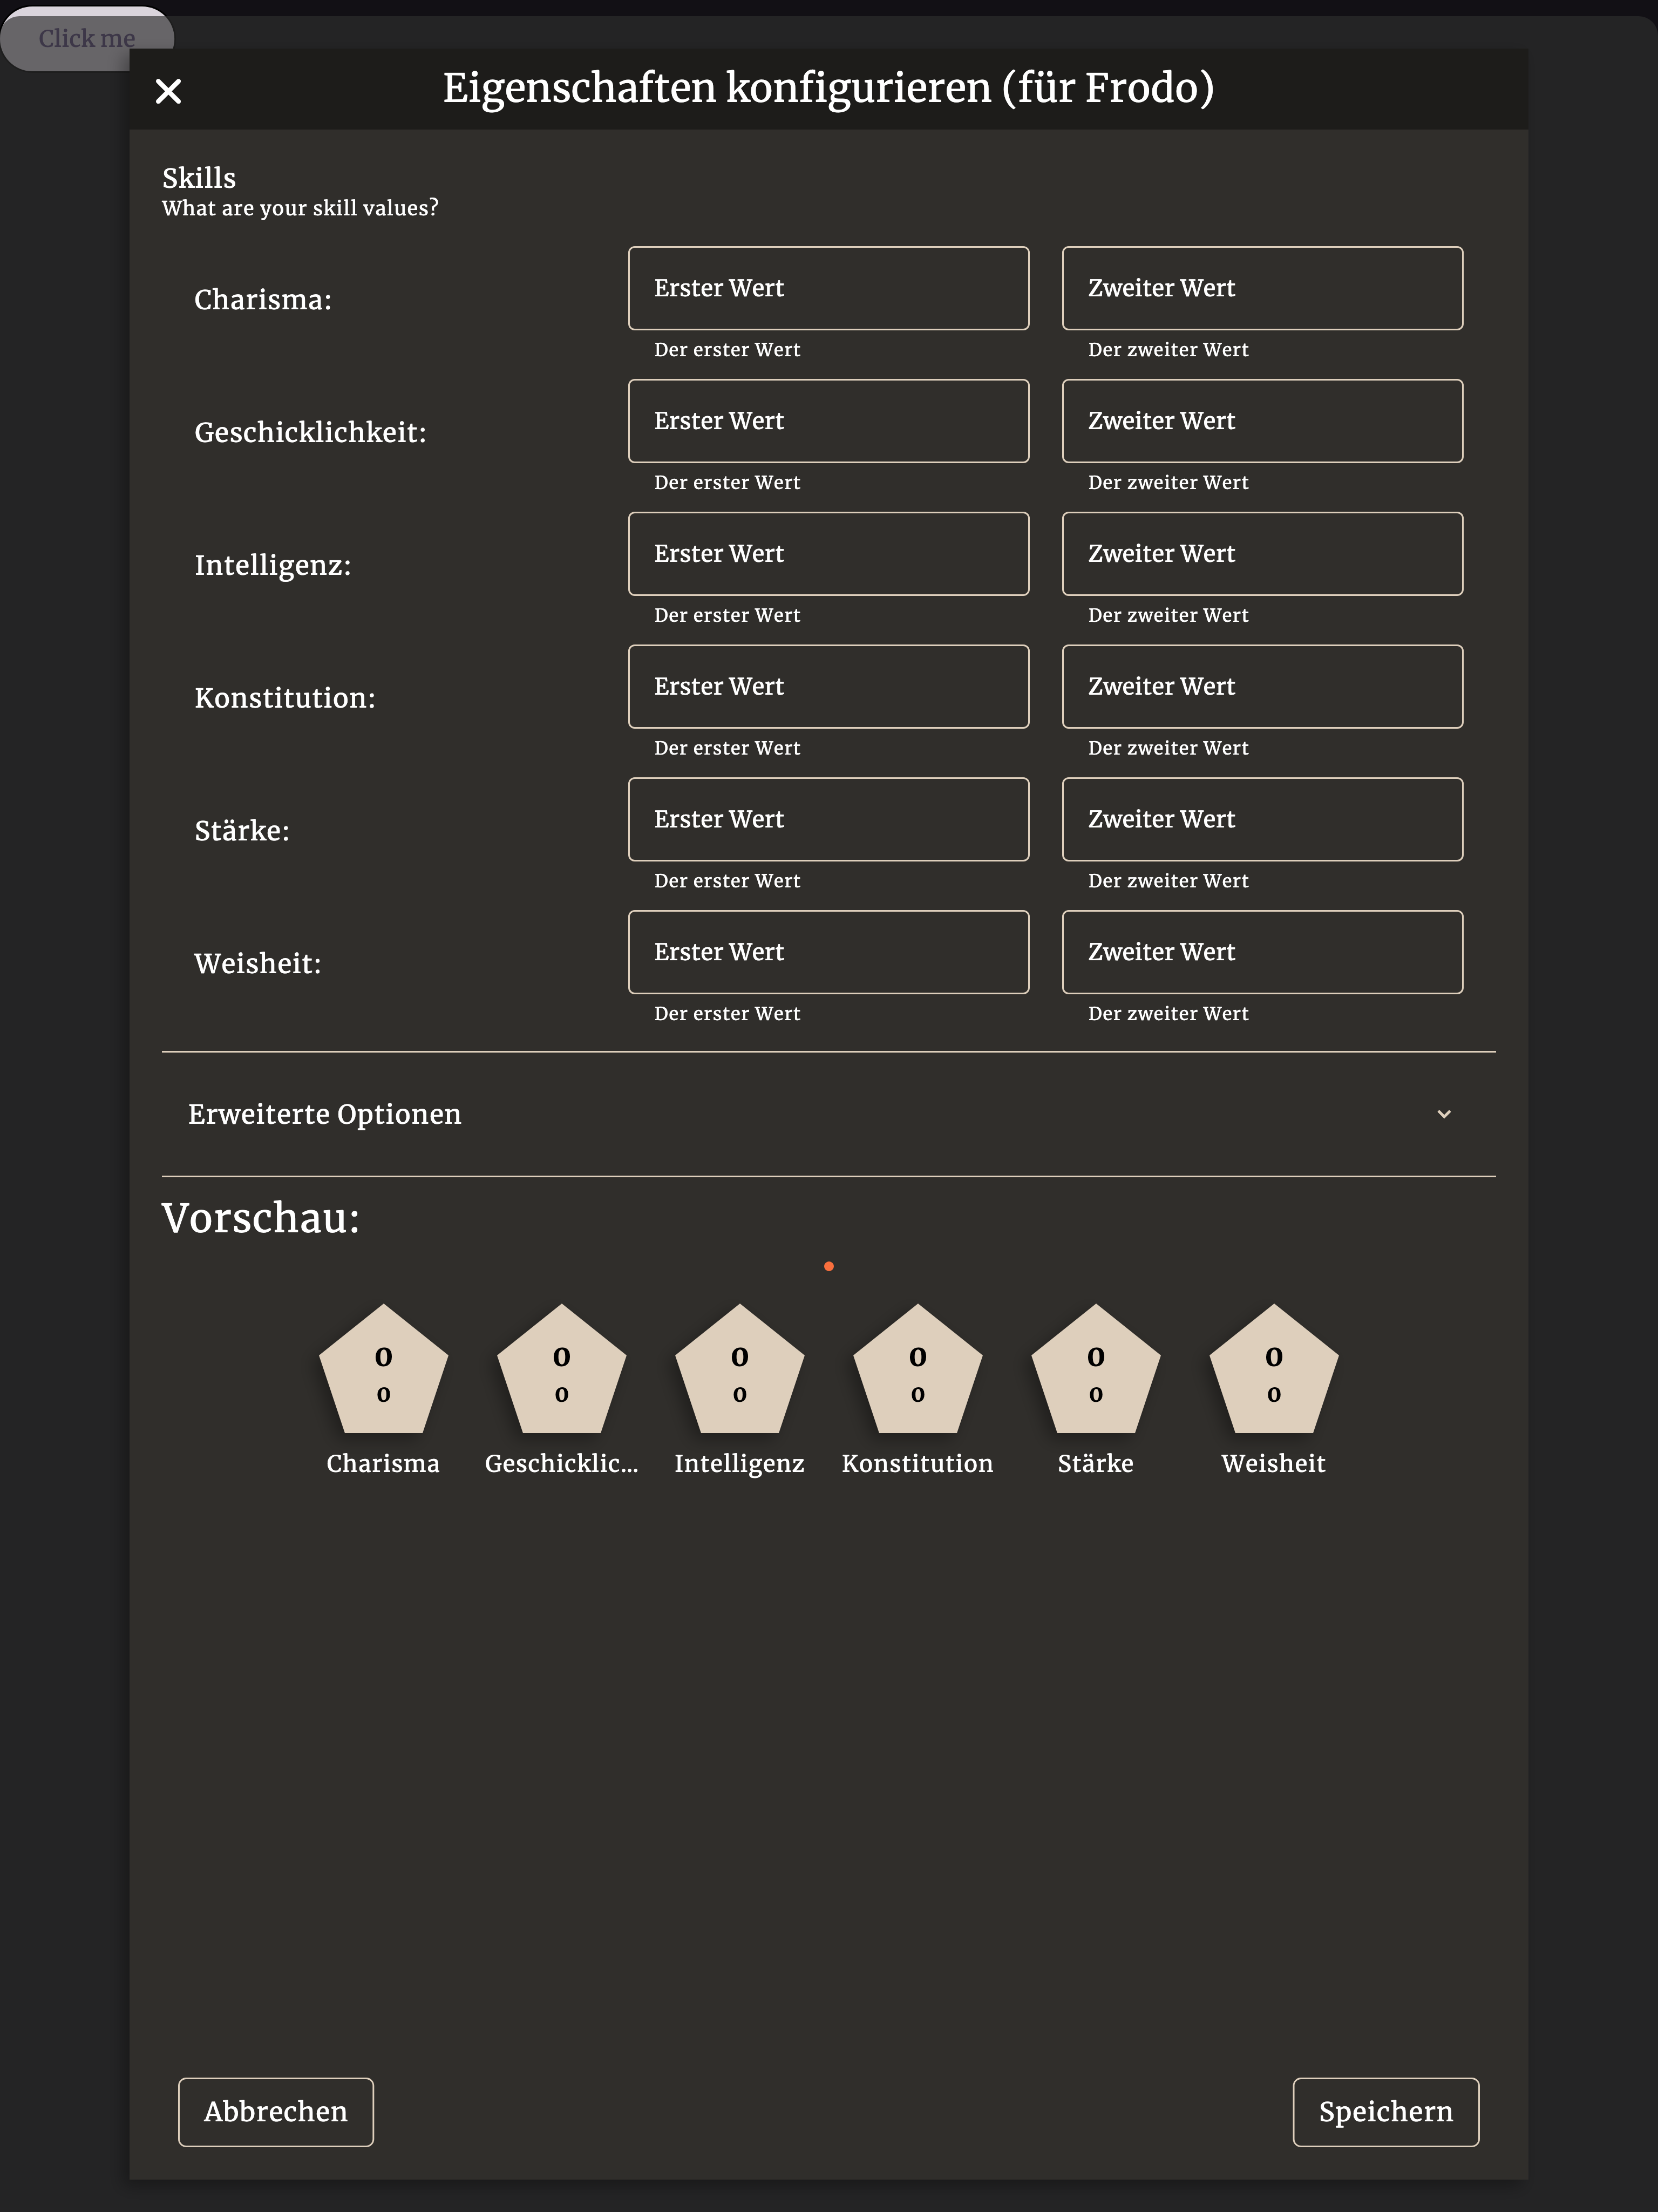 Click me
Eigenschaften konfigurieren (für Frodo)
Skills
What are your skill values?
Charisma:
Erster Wert
Zweiter Wert
Der erster Wert
Der zweiter Wert
Geschicklichkeit:
Erster Wert
Zweiter Wert
Der erster Wert
Der zweiter Wert
Intelligenz:
Erster Wert
Zweiter Wert
Der erster Wert
Der zweiter Wert
Konstitution:
Erster Wert
Zweiter Wert
Der erster Wert
Der zweiter Wert
Stärke:
Erster Wert
Zweiter Wert
Der erster Wert
Der zweiter Wert
Weisheit:
Erster Wert
Zweiter Wert
Der erster Wert
Der zweiter Wert
Erweiterte Optionen
Vorschau:
0 0 0 0 0 0
0 0 0 0 0 0
Charisma Geschicklic... Intelligenz Konstitution Stärke Weisheit
Abbrechen
Speichern